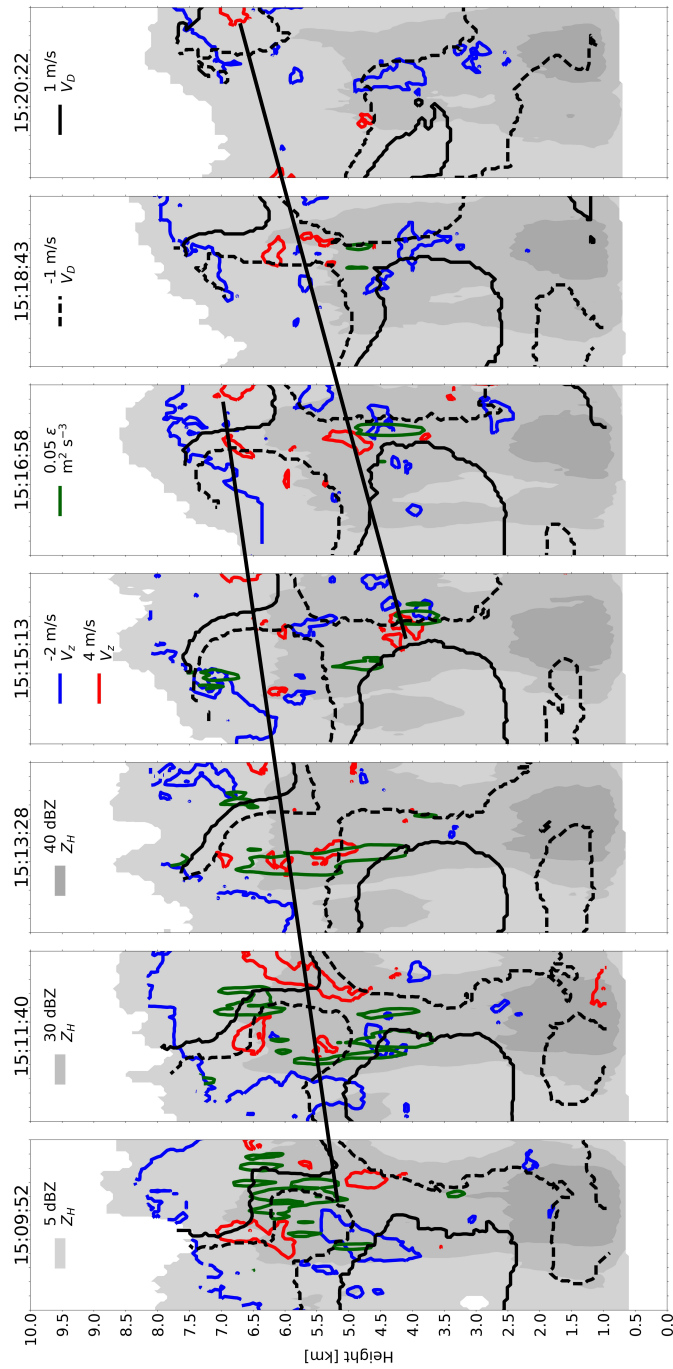 15:09:52
15:11:40
15:13:28
15:15:13
15:16:58
15:18:43
15:20:22
5 dBZ
Z_H
30 dBZ
Z_H
40 dBZ
Z_H
-2 m/s
V_z
4 m/s
V_z
0.05 ε
m² s⁻³
-1 m/s
V_D
1 m/s
V_D
Height [km]
10.0
9.5
9.0
8.5
8.0
7.5
7.0
6.5
6.0
5.5
5.0
4.5
4.0
3.5
3.0
2.5
2.0
1.5
1.0
0.5
0.0